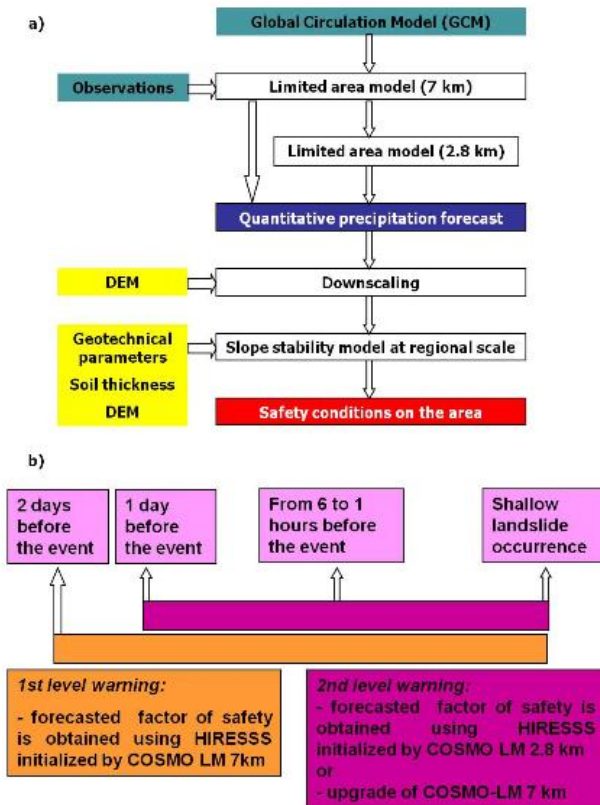 a)
Global Circulation Model (GCM)
Observations
Limited area model (7 km)
Limited area model (2.8 km)
Quantitative precipitation forecast
DEM
Downscaling
Geotechnical
parameters
Slope stability model at regional scale
Soil thickness
DEM
Safety conditions on the area
b)
2 days
before
the event
1 day
before
the event
From 6 to 1
hours before
the event
Shallow
landslide
occurrence
1st level warning:
- forecasted factor of safety
is obtained using HIRESSS
initialized by COSMO LM 7km
2nd level warning:
- forecasted factor of safety is
obtained using HIRESSS
initialized by COSMO LM 2.8 km
or
- upgrade of COSMO-LM 7 km